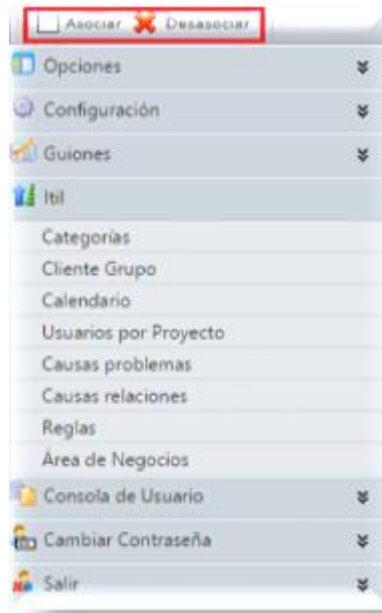 Asociar Desasociar
Opciones
Configuración
Guiones
Itil
Categorías
Cliente Grupo
Calendario
Usuarios por Proyecto
Causas problemas
Causas relaciones
Reglas
Área de Negocios
Consola de Usuario
Cambiar Contraseña
Salir